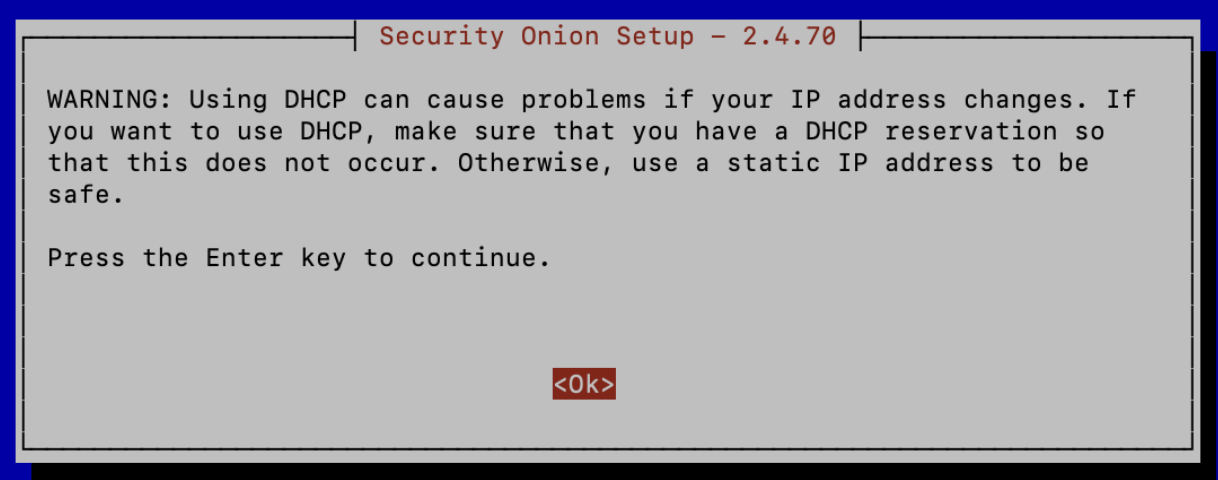 Security Onion Setup – 2.4.70
WARNING: Using DHCP can cause problems if your IP address changes. If
you want to use DHCP, make sure that you have a DHCP reservation so
that this does not occur. Otherwise, use a static IP address to be
safe.
Press the Enter key to continue.
<Ok>